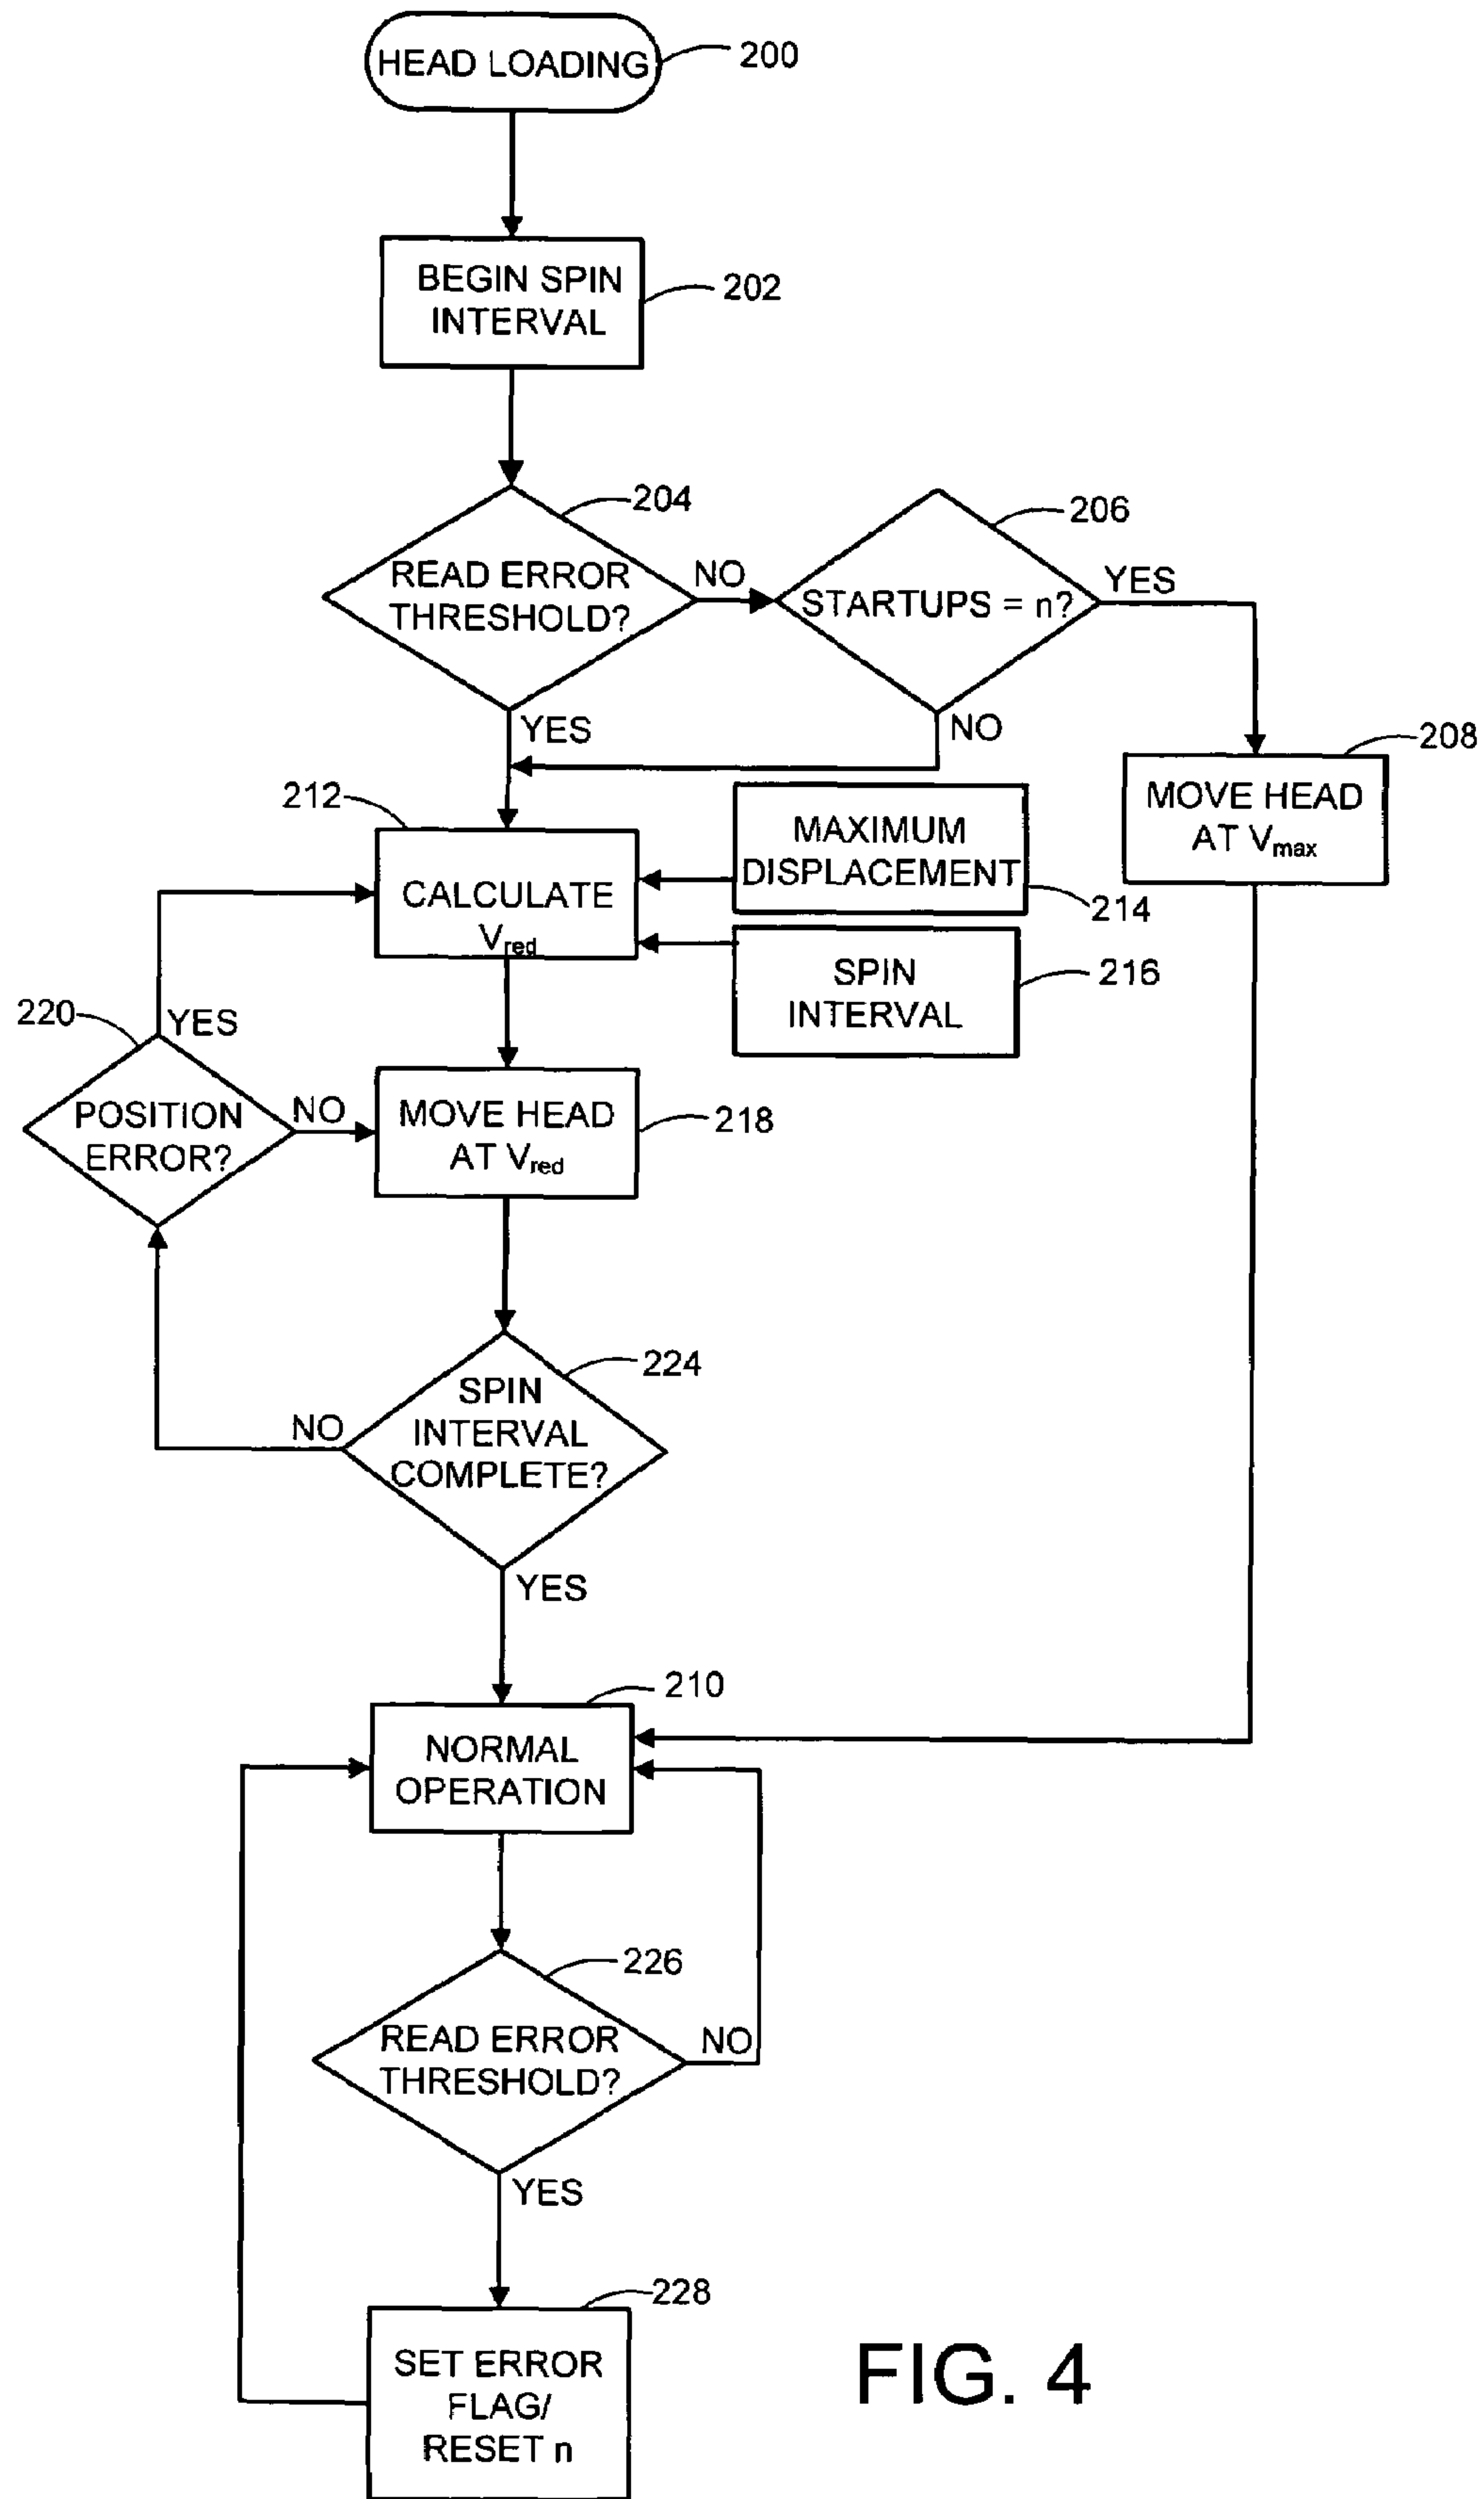 HEAD LOADING
200
BEGIN SPIN
INTERVAL
202
204
READ ERROR
THRESHOLD?
NO
206
STARTUPS = n?
YES
YES
NO
208
MOVE HEAD
AT Vmax
212
CALCULATE
Vred
MAXIMUM
DISPLACEMENT
214
SPIN
INTERVAL
216
220
YES
POSITION
ERROR?
NO
MOVE HEAD
AT Vred
218
224
SPIN
INTERVAL
COMPLETE?
NO
YES
210
NORMAL
OPERATION
226
READ ERROR
THRESHOLD?
NO
YES
228
SET ERROR
FLAG/
RESET n
FIG. 4